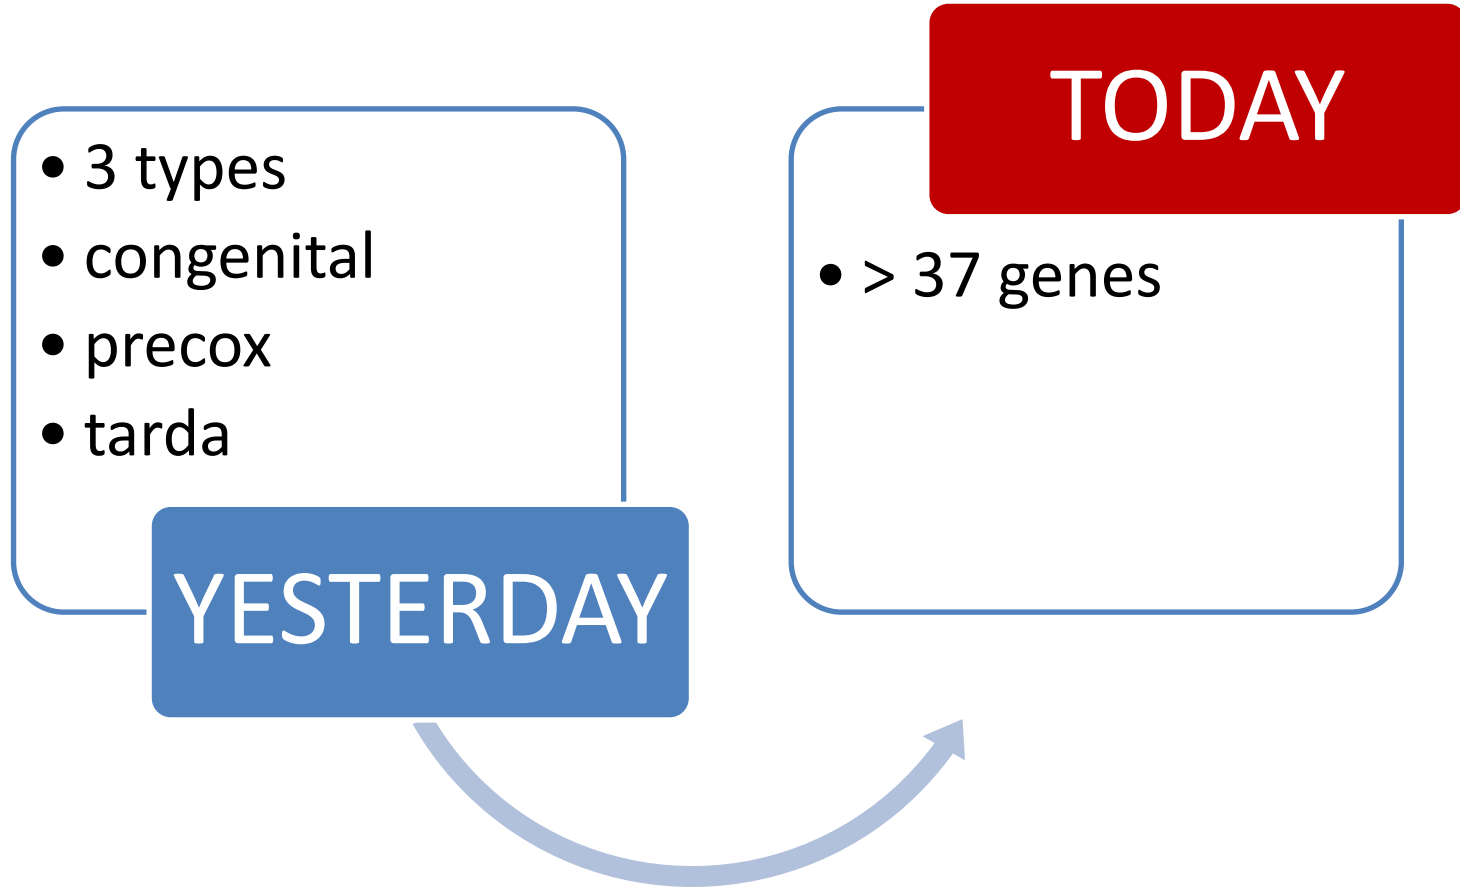 • 3 types
• congenital
• precox
• tarda
YESTERDAY
TODAY
• > 37 genes